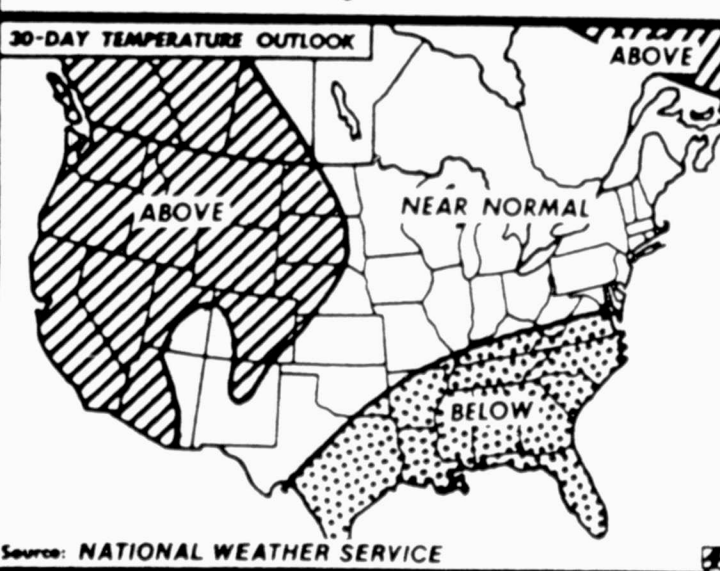 30-DAY TEMPERATURE OUTLOOK
ABOVE
ABOVE
NEAR NORMAL
BELOW
Source: NATIONAL WEATHER SERVICE